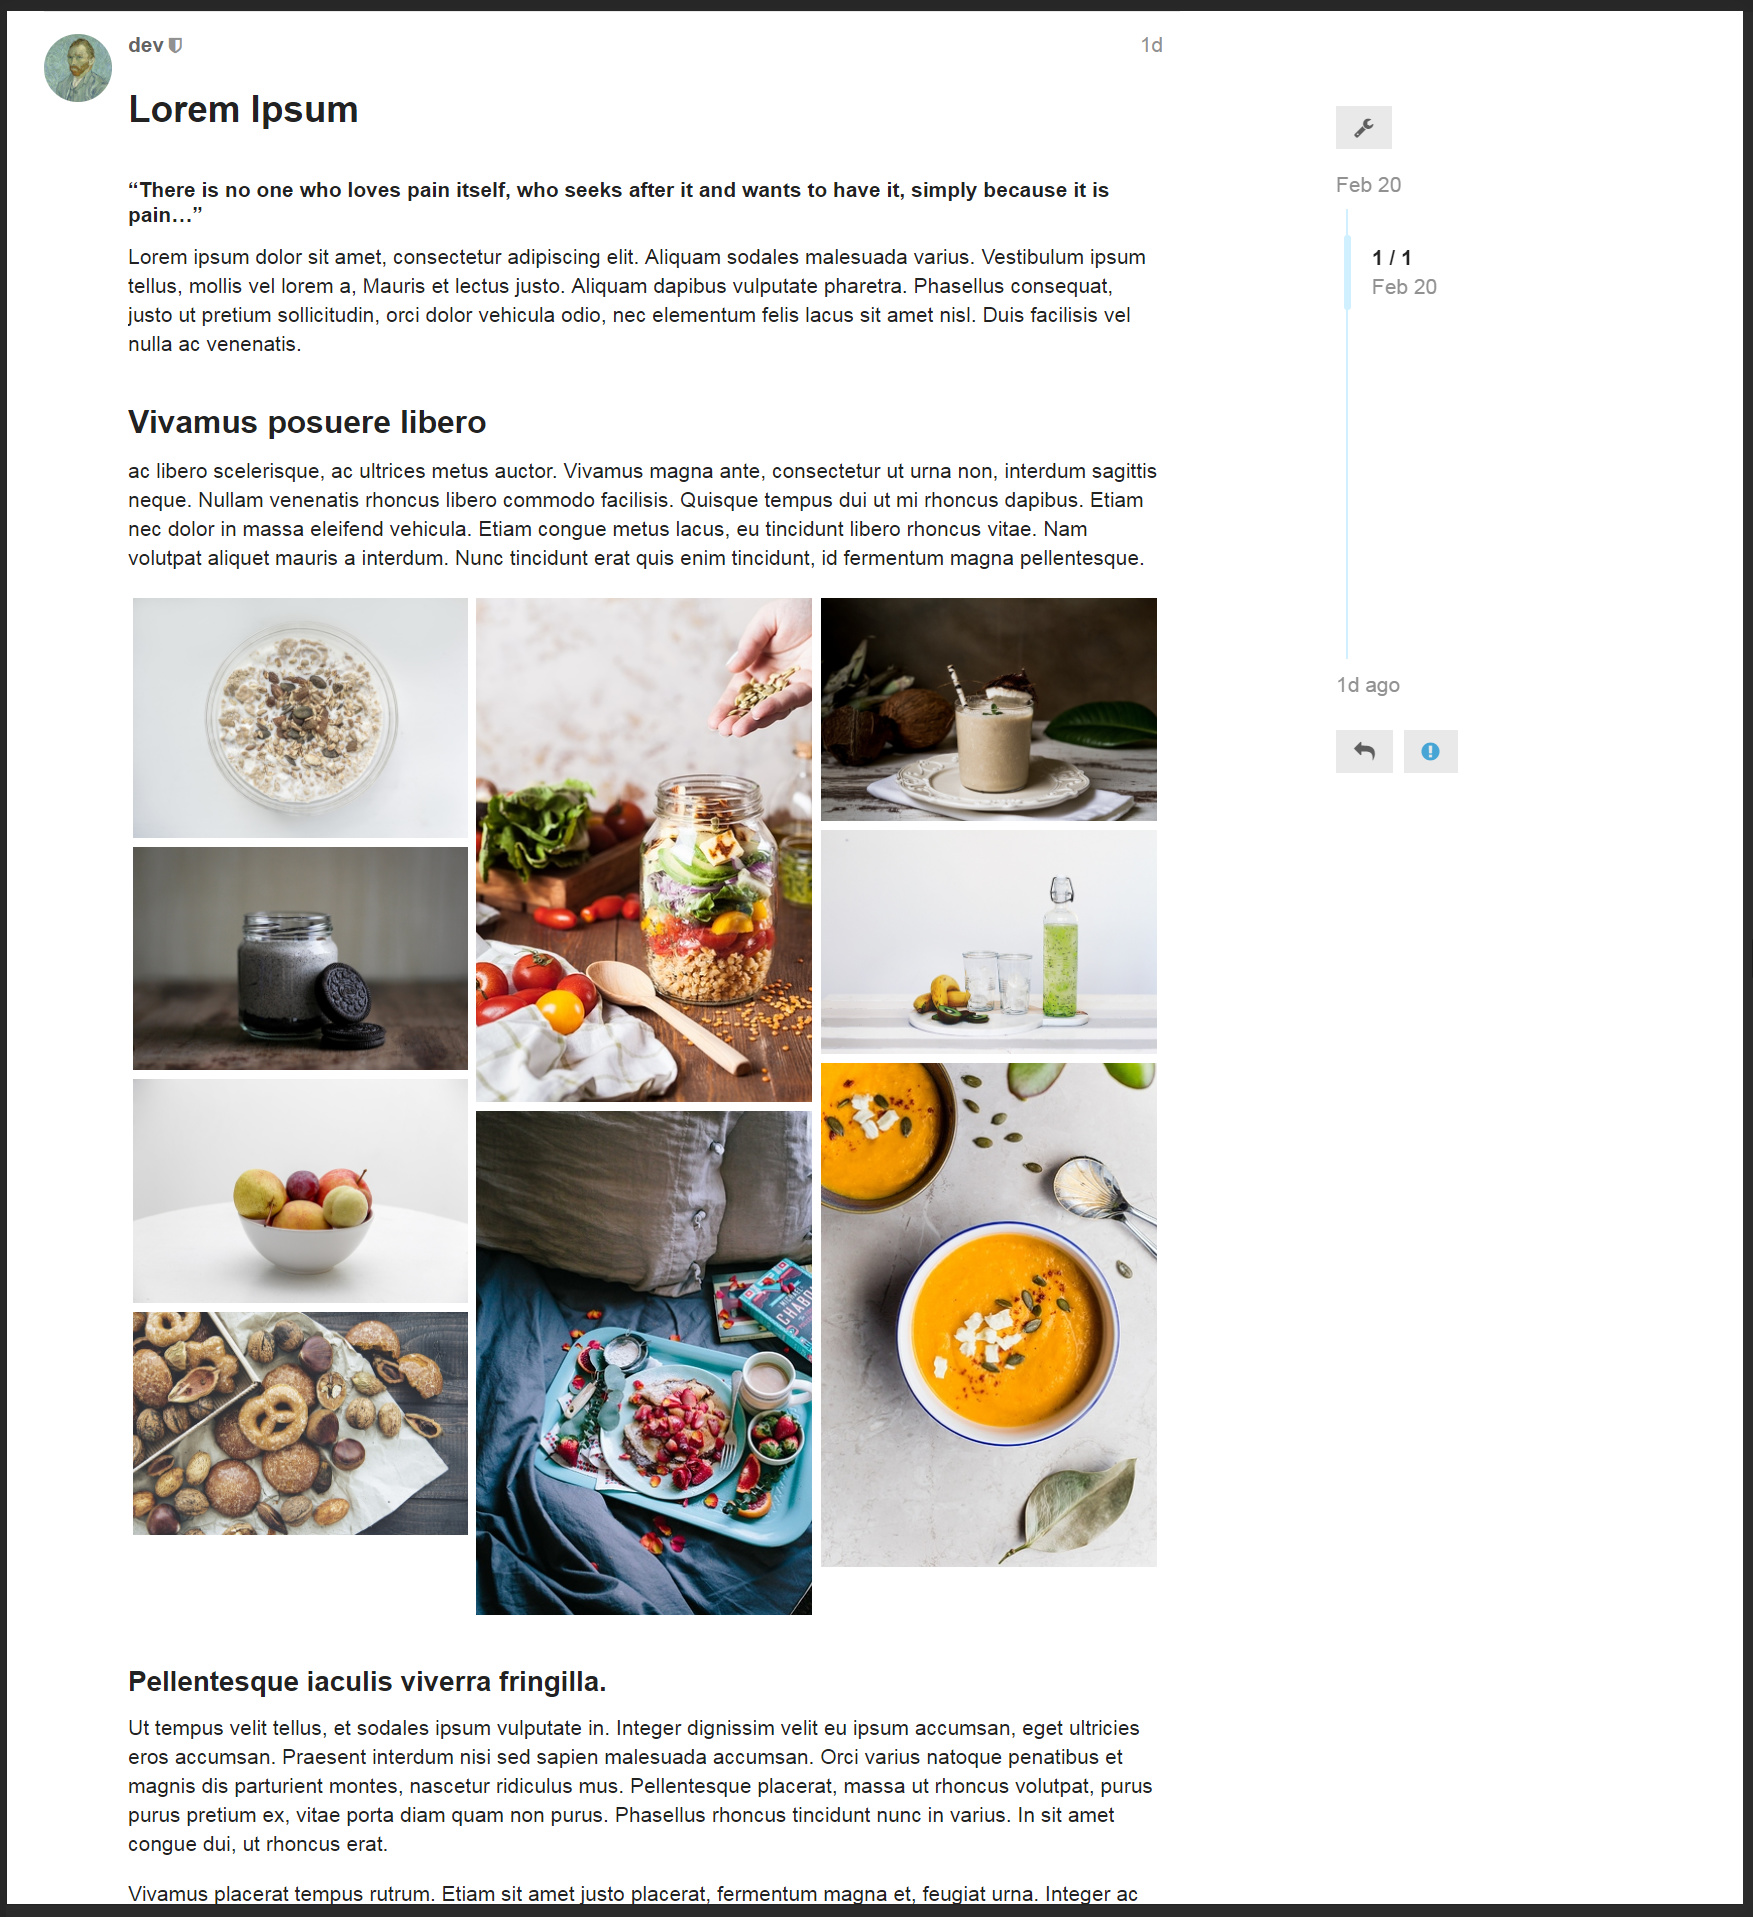 dev
1d
Lorem Ipsum
“There is no one who loves pain itself, who seeks after it and wants to have it, simply because it is
pain…”
Lorem ipsum dolor sit amet, consectetur adipiscing elit. Aliquam sodales malesuada varius. Vestibulum ipsum
tellus, mollis vel lorem a, Mauris et lectus justo. Aliquam dapibus vulputate pharetra. Phasellus consequat,
justo ut pretium sollicitudin, orci dolor vehicula odio, nec elementum felis lacus sit amet nisl. Duis facilisis vel
nulla ac venenatis.
Vivamus posuere libero
ac libero scelerisque, ac ultrices metus auctor. Vivamus magna ante, consectetur ut urna non, interdum sagittis
neque. Nullam venenatis rhoncus libero commodo facilisis. Quisque tempus dui ut mi rhoncus dapibus. Etiam
nec dolor in massa eleifend vehicula. Etiam congue metus lacus, eu tincidunt libero rhoncus vitae. Nam
volutpat aliquet mauris a interdum. Nunc tincidunt erat quis enim tincidunt, id fermentum magna pellentesque.
Pellentesque iaculis viverra fringilla.
Ut tempus velit tellus, et sodales ipsum vulputate in. Integer dignissim velit eu ipsum accumsan, eget ultricies
eros accumsan. Praesent interdum nisi sed sapien malesuada accumsan. Orci varius natoque penatibus et
magnis dis parturient montes, nascetur ridiculus mus. Pellentesque placerat, massa ut rhoncus volutpat, purus
purus pretium ex, vitae porta diam quam non purus. Phasellus rhoncus tincidunt nunc in varius. In sit amet
congue dui, ut rhoncus erat.
Vivamus placerat tempus rutrum. Etiam sit amet justo placerat, fermentum magna et, feugiat urna. Integer ac
Feb 20
1 / 1
Feb 20
1d ago